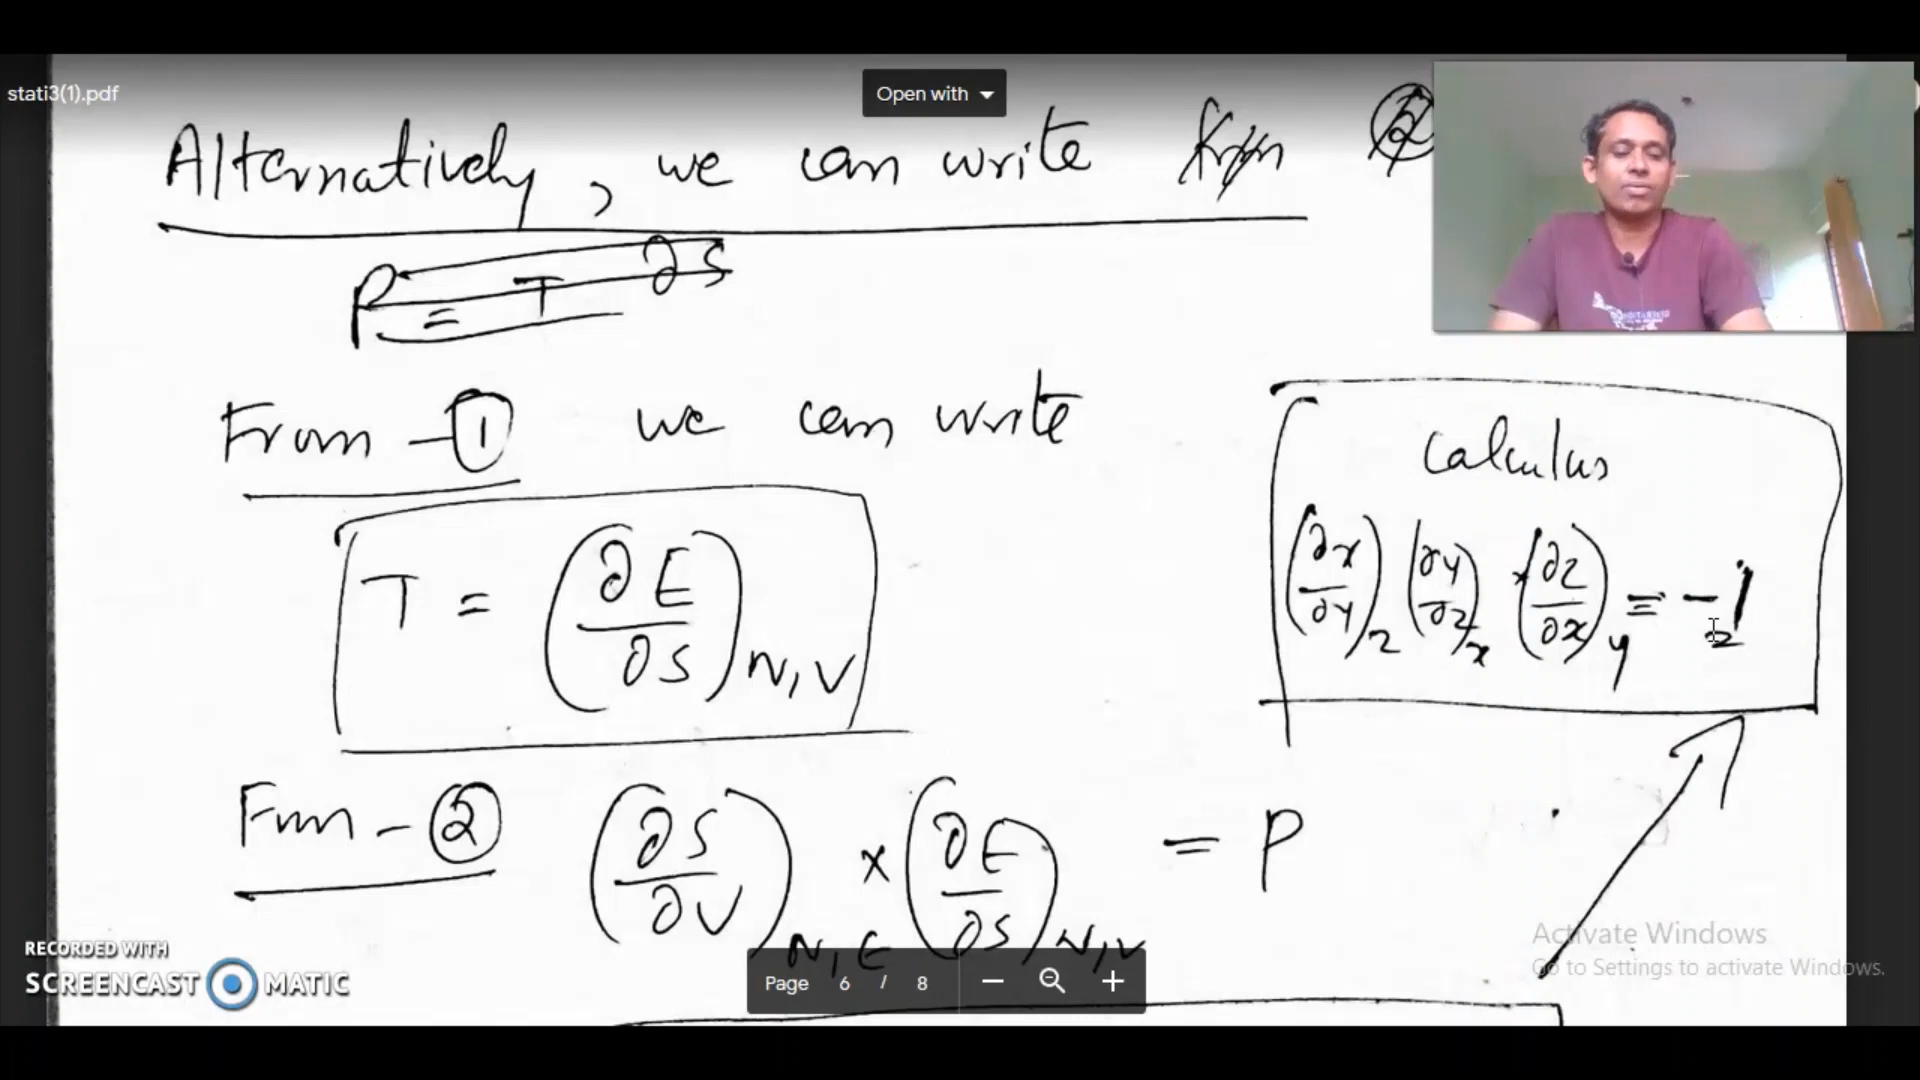 stati3(1).pdf
Open with
Alternatively, we can write
P = T ∂S
From - ① we can write
T = (∂E/∂S)N,V
From - ② (∂S/∂V)N,E × (∂E/∂S)N,V = P
Calculus
(∂x/∂y)z (∂y/∂z)x (∂z/∂x)y = -1
Activate Windows
Go to Settings to activate Windows.
RECORDED WITH
SCREENCAST MATIC
Page 6 / 8